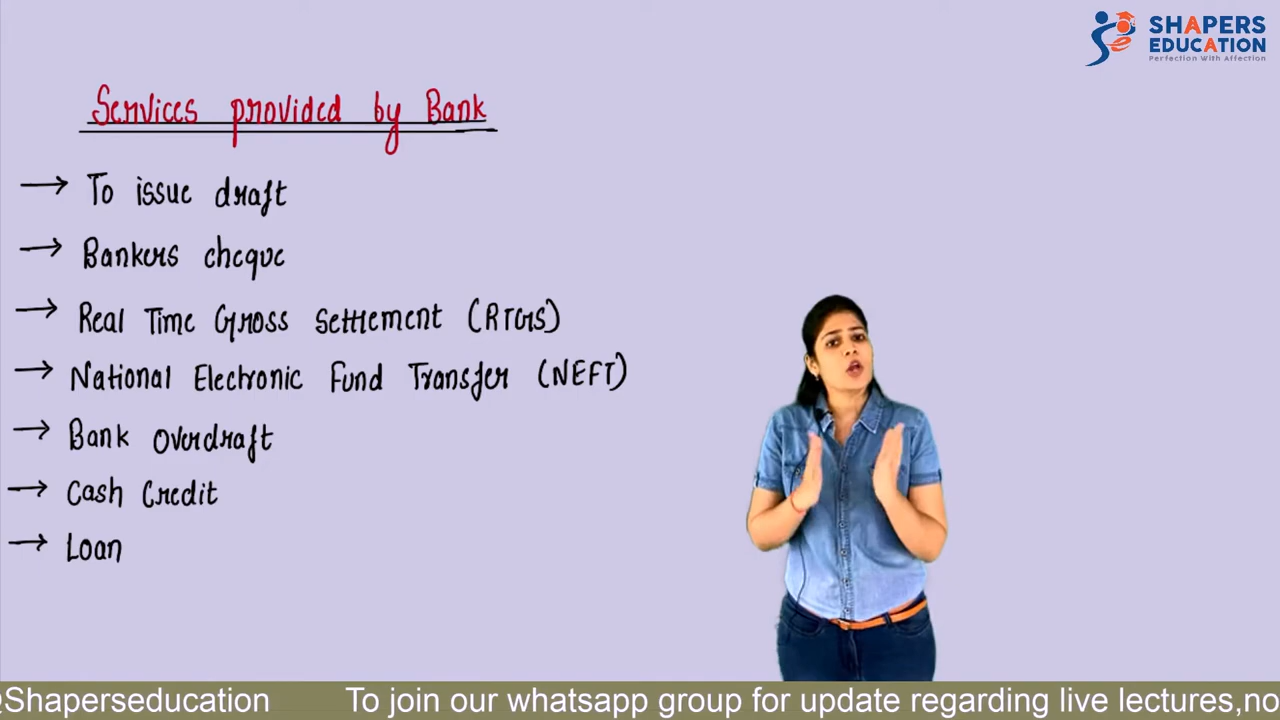 SHAPERS
EDUCATION
Perfection With Affection
Services provided by Bank
→ To issue draft
→ Bankers cheque
→ Real Time Gross Settlement (RTGS)
→ National Electronic Fund Transfer (NEFT)
→ Bank overdraft
→ Cash Credit
→ Loan
@Shaperseducation To join our whatsapp group for update regarding live lectures,no